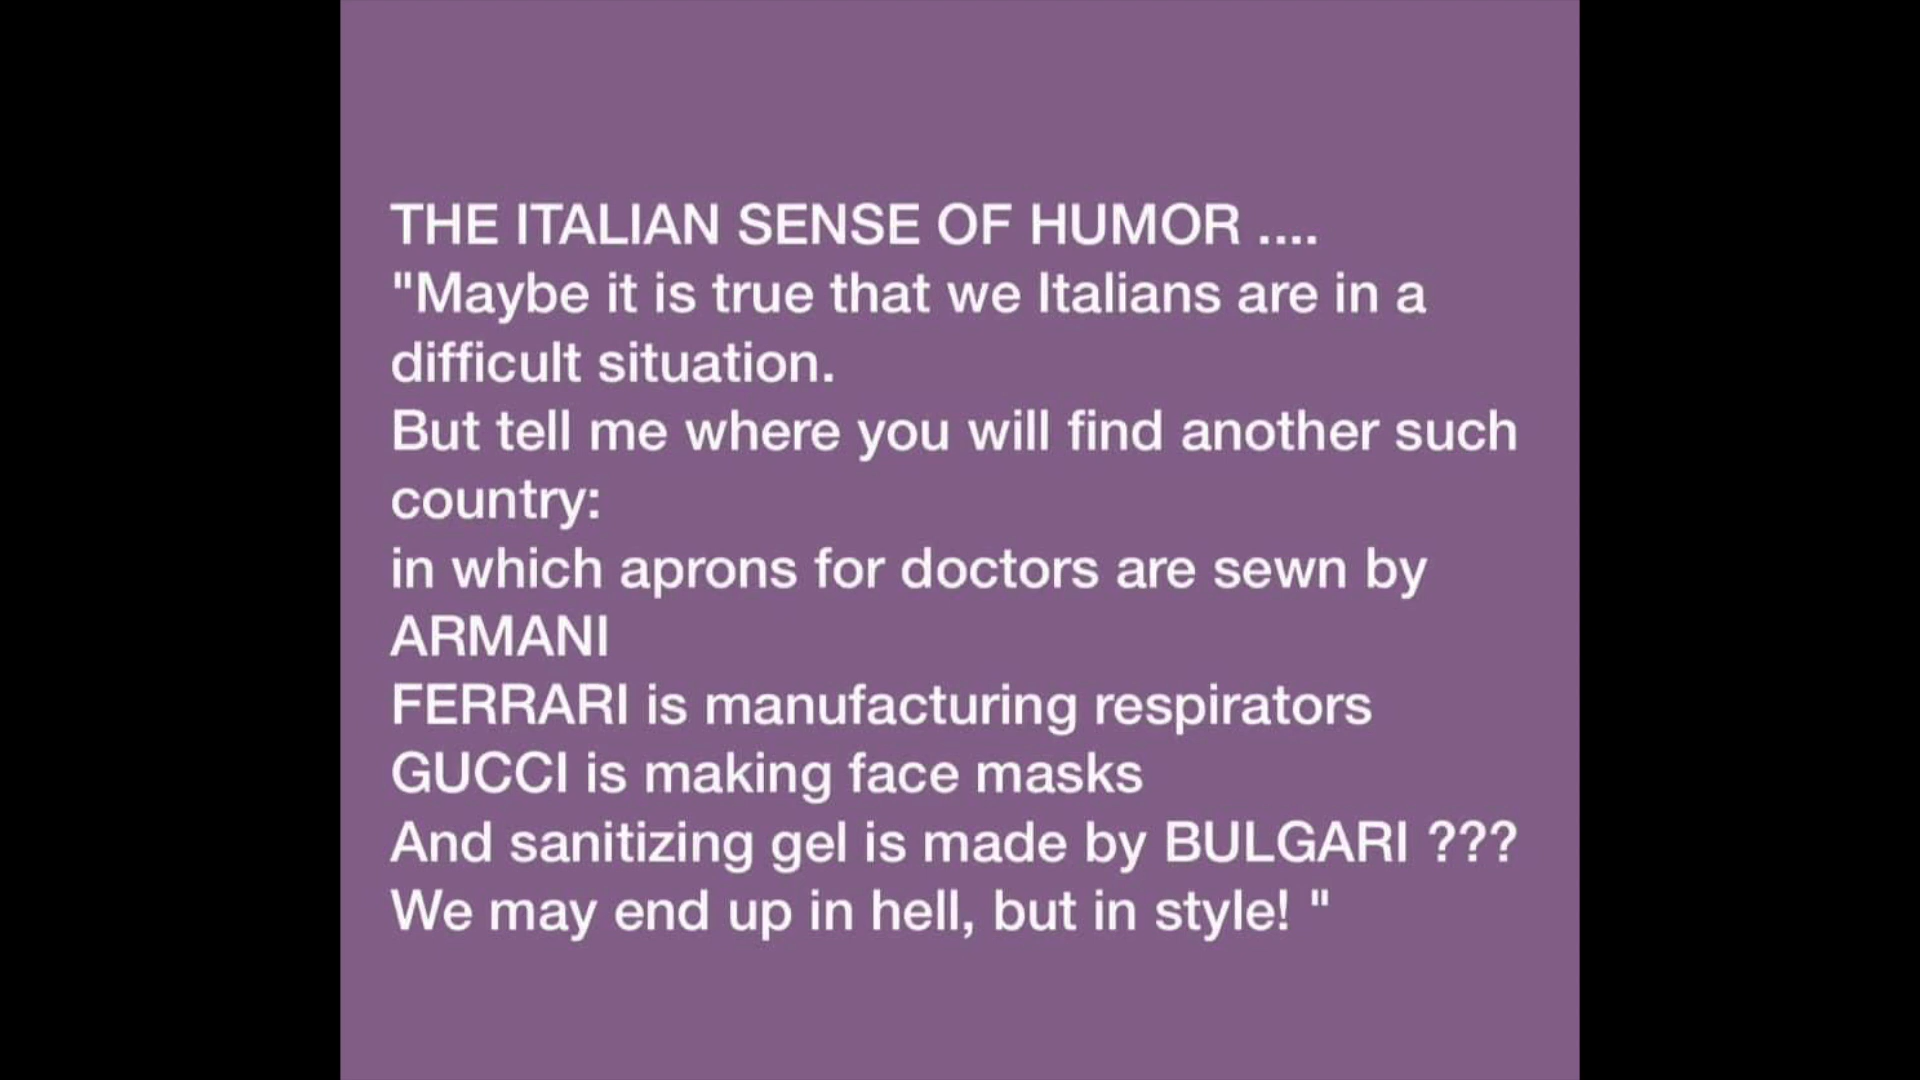 THE ITALIAN SENSE OF HUMOR ....
"Maybe it is true that we Italians are in a
difficult situation.
But tell me where you will find another such
country:
in which aprons for doctors are sewn by
ARMANI
FERRARI is manufacturing respirators
GUCCI is making face masks
And sanitizing gel is made by BULGARI ???
We may end up in hell, but in style! "